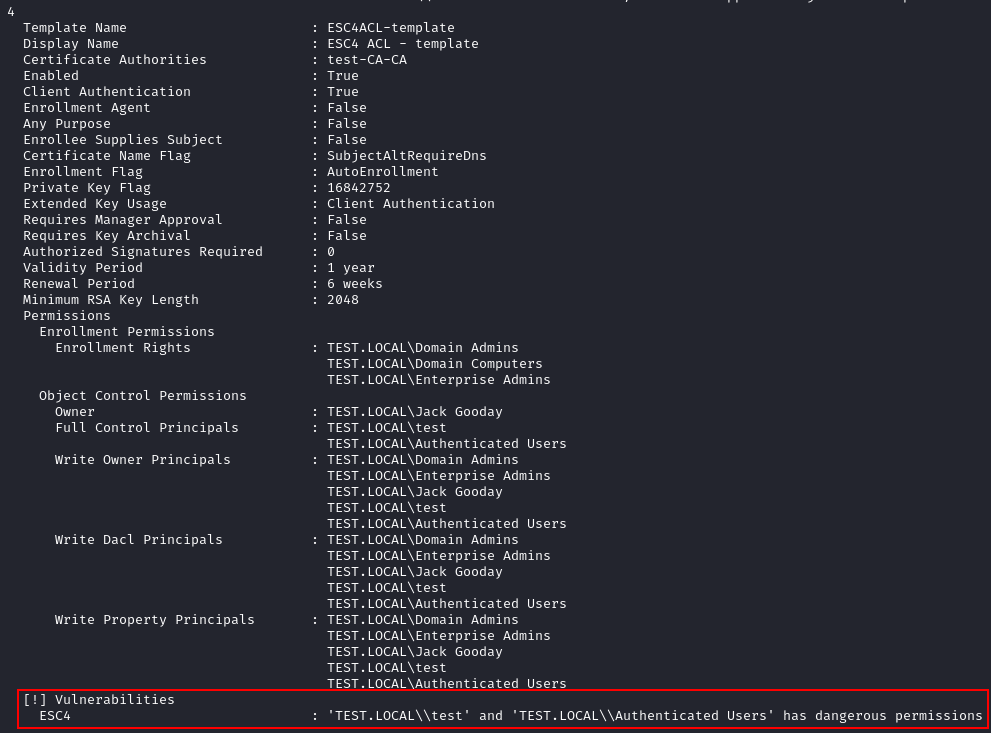 4
Template Name : ESC4ACL-template
Display Name : ESC4 ACL - template
Certificate Authorities : test-CA-CA
Enabled : True
Client Authentication : True
Enrollment Agent : False
Any Purpose : False
Enrollee Supplies Subject : False
Certificate Name Flag : SubjectAltRequireDns
Enrollment Flag : AutoEnrollment
Private Key Flag : 16842752
Extended Key Usage : Client Authentication
Requires Manager Approval : False
Requires Key Archival : False
Authorized Signatures Required : 0
Validity Period : 1 year
Renewal Period : 6 weeks
Minimum RSA Key Length : 2048
Permissions
Enrollment Permissions
Enrollment Rights : TEST.LOCAL\Domain Admins
TEST.LOCAL\Domain Computers
TEST.LOCAL\Enterprise Admins
Object Control Permissions
Owner : TEST.LOCAL\Jack Gooday
Full Control Principals : TEST.LOCAL\test
TEST.LOCAL\Authenticated Users
Write Owner Principals : TEST.LOCAL\Domain Admins
TEST.LOCAL\Enterprise Admins
TEST.LOCAL\Jack Gooday
TEST.LOCAL\test
TEST.LOCAL\Authenticated Users
Write Dacl Principals : TEST.LOCAL\Domain Admins
TEST.LOCAL\Enterprise Admins
TEST.LOCAL\Jack Gooday
TEST.LOCAL\test
TEST.LOCAL\Authenticated Users
Write Property Principals : TEST.LOCAL\Domain Admins
TEST.LOCAL\Enterprise Admins
TEST.LOCAL\Jack Gooday
TEST.LOCAL\test
TEST.LOCAL\Authenticated Users
[!] Vulnerabilities
ESC4 : 'TEST.LOCAL\\test' and 'TEST.LOCAL\\Authenticated Users' has dangerous permissions